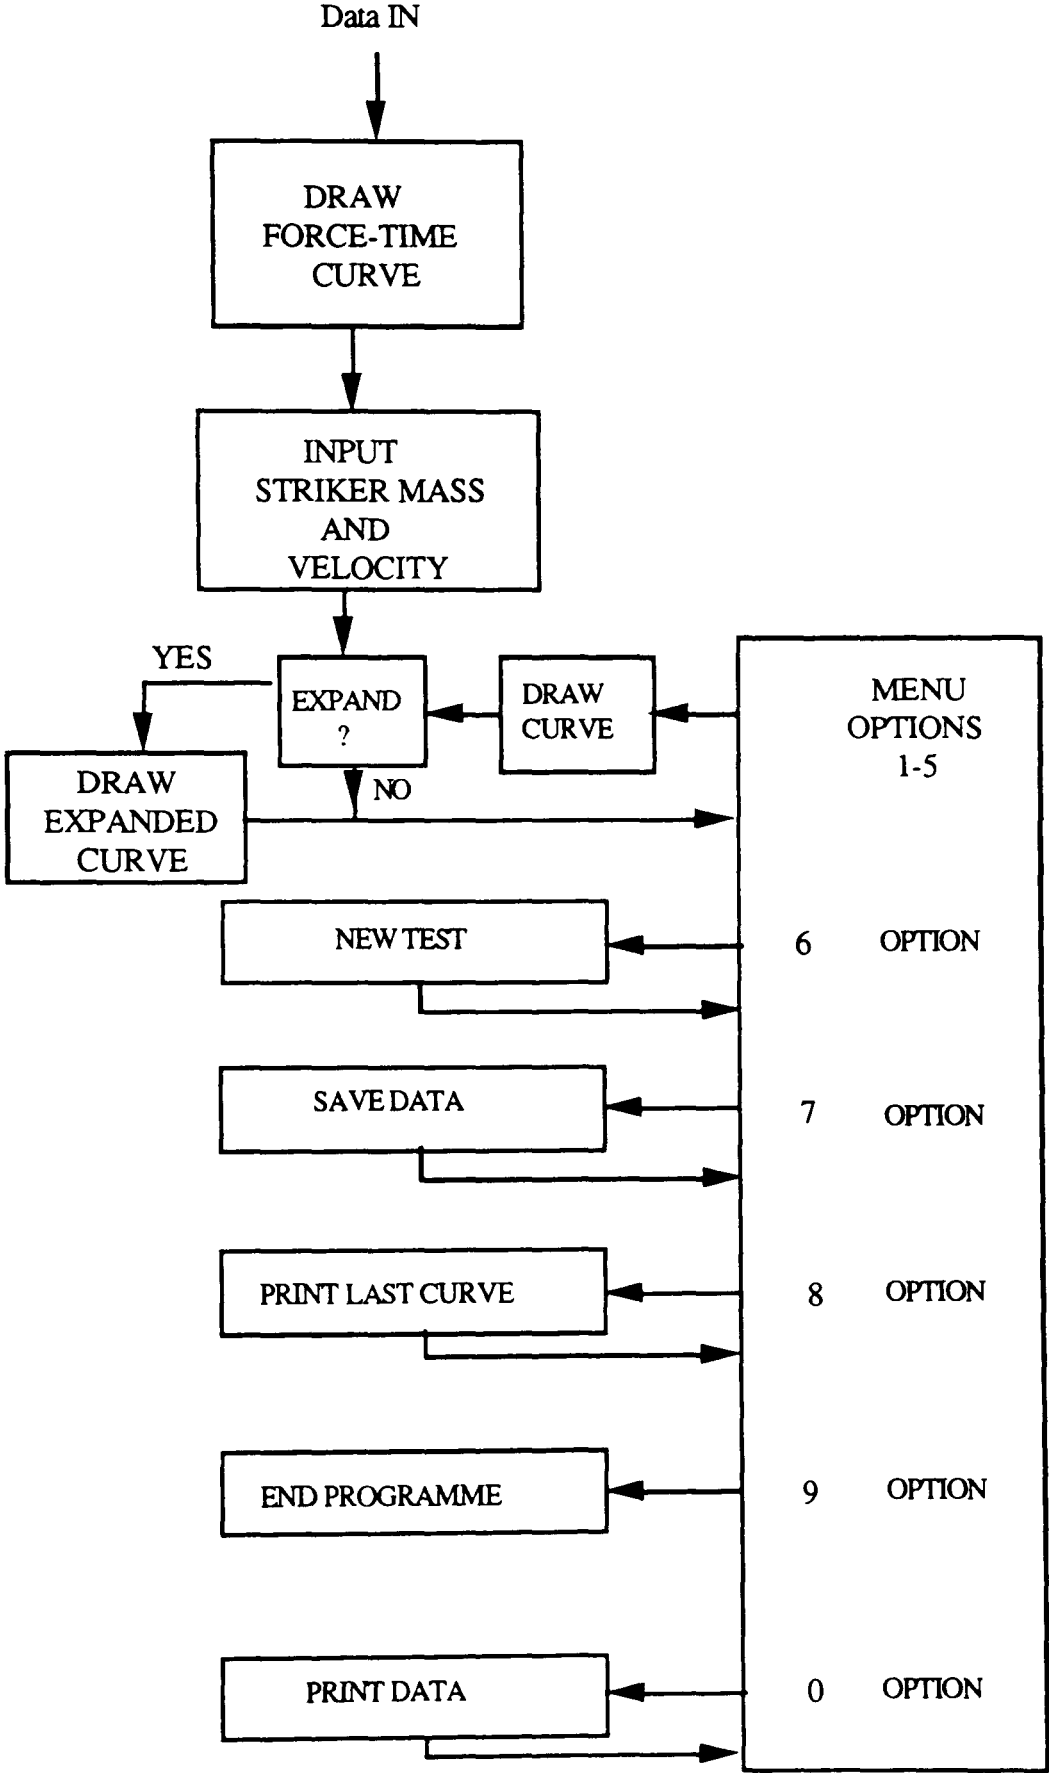 Data IN
DRAW
FORCE-TIME
CURVE
INPUT
STRIKER MASS
AND
VELOCITY
YES
EXPAND
?
DRAW
CURVE
MENU
OPTIONS
1-5
NO
DRAW
EXPANDED
CURVE
NEW TEST
6 OPTION
SAVE DATA
7 OPTION
PRINT LAST CURVE
8 OPTION
END PROGRAMME
9 OPTION
PRINT DATA
0 OPTION